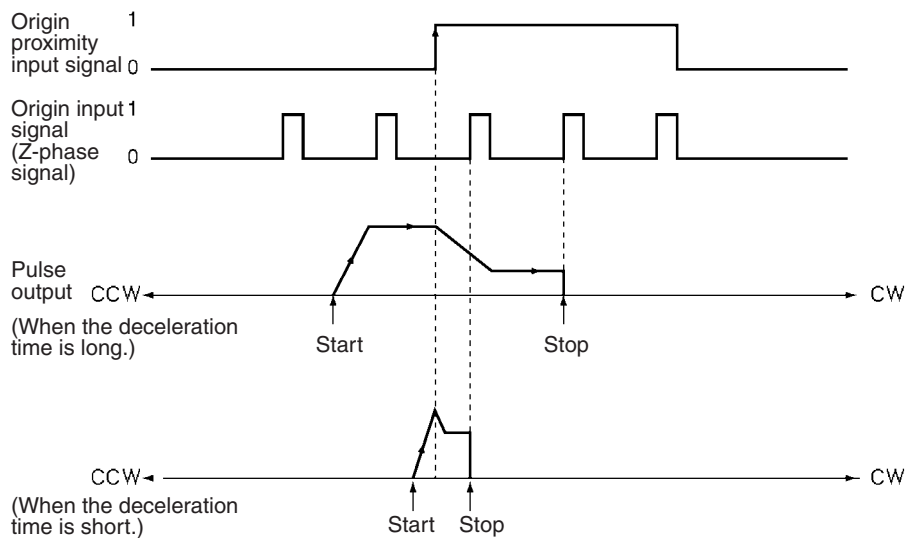 Origin
proximity
input signal
1
0
Origin input
signal
(Z-phase
signal)
1
0
Pulse
output
CCW
CW
(When the deceleration
time is long.)
Start
Stop
CCW
CW
(When the deceleration
time is short.)
Start
Stop